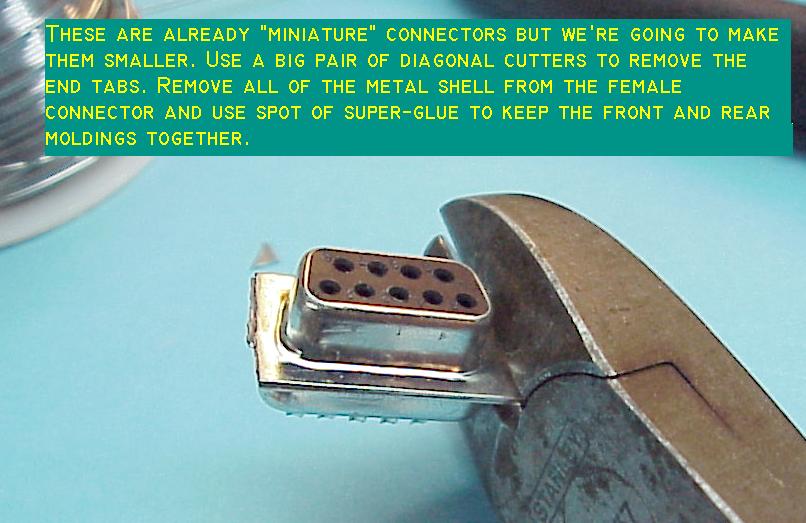 These are already "miniature" connectors but we're going to make
them smaller. Use a big pair of diagonal cutters to remove the
end tabs. Remove all of the metal shell from the female
connector and use spot of super-glue to keep the front and rear
moldings together.
STANLEY